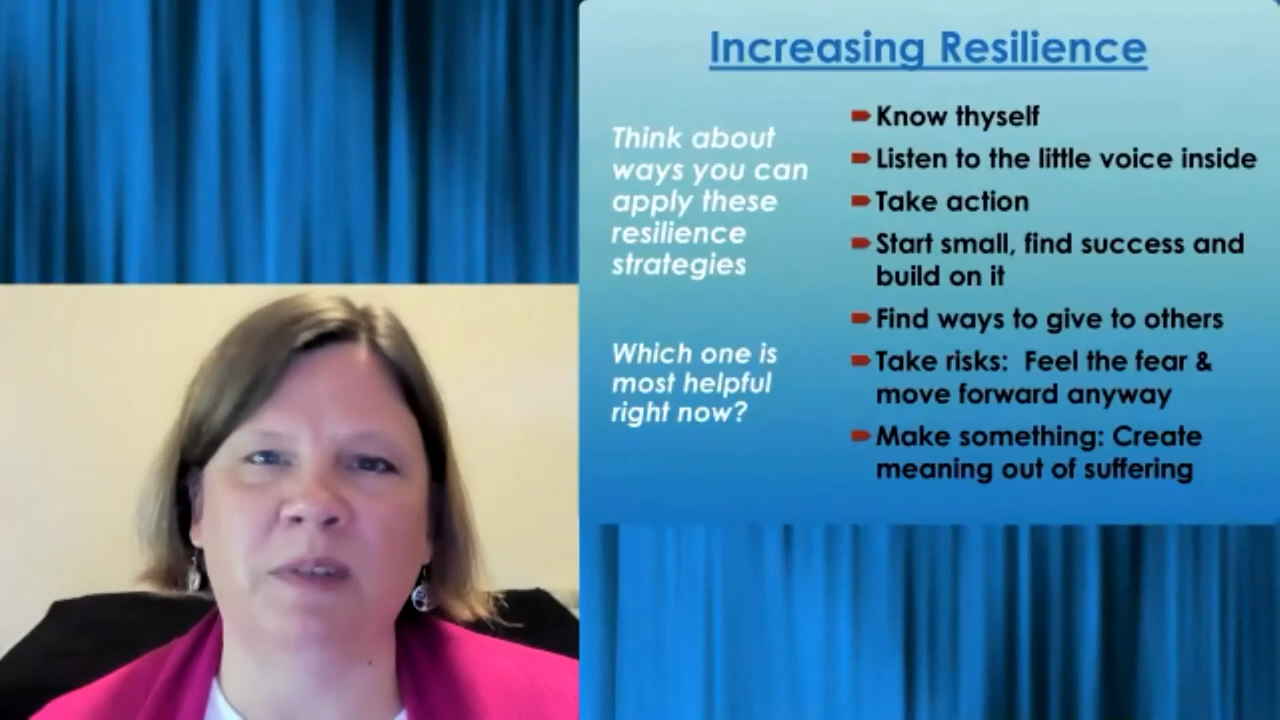 Increasing Resilience
Think about
ways you can
apply these
resilience
strategies
Which one is
most helpful
right now?
Know thyself
Listen to the little voice inside
Take action
Start small, find success and
build on it
Find ways to give to others
Take risks:  Feel the fear &
move forward anyway
Make something: Create
meaning out of suffering